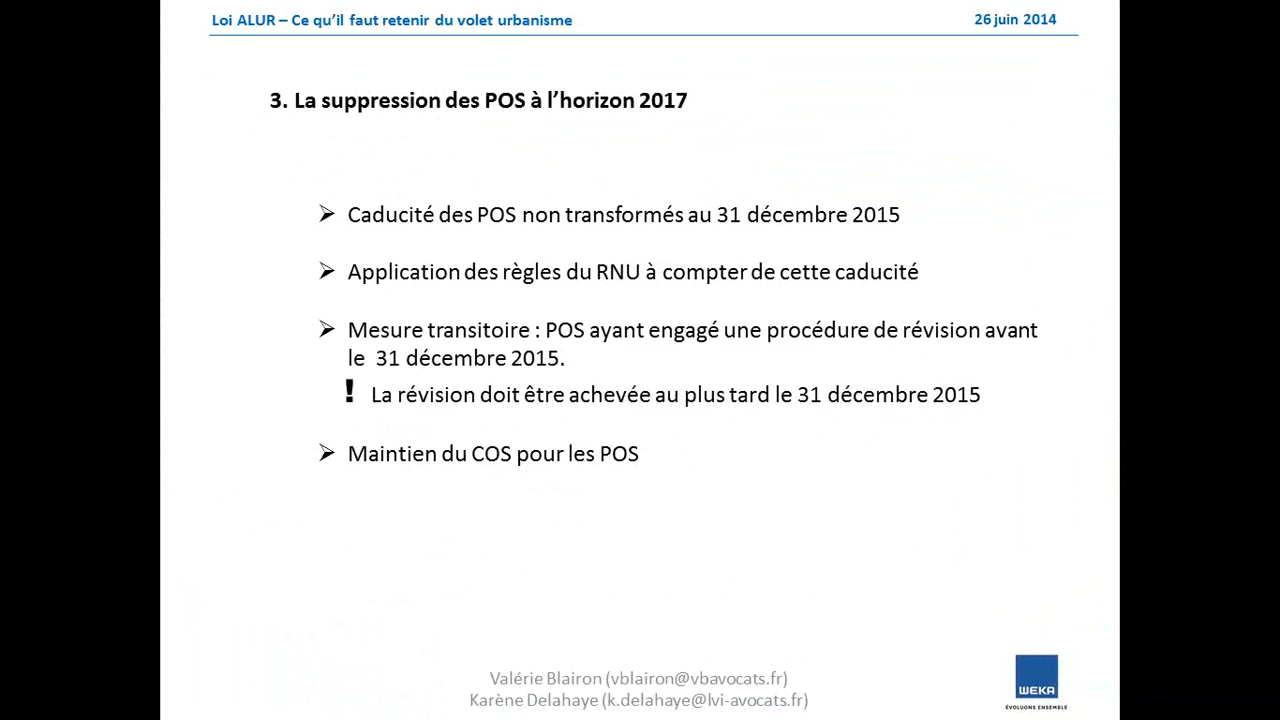 Loi ALUR – Ce qu'il faut retenir du volet urbanisme
26 juin 2014
3. La suppression des POS à l'horizon 2017
➢ Caducité des POS non transformés au 31 décembre 2015
➢ Application des règles du RNU à compter de cette caducité
➢ Mesure transitoire : POS ayant engagé une procédure de révision avant
le 31 décembre 2015.
! La révision doit être achevée au plus tard le 31 décembre 2015
➢ Maintien du COS pour les POS
Valérie Blairon (vblairon@vbavocats.fr)
Karène Delahaye (k.delahaye@lvi-avocats.fr)
WEKA
ÉVOLUONS ENSEMBLE